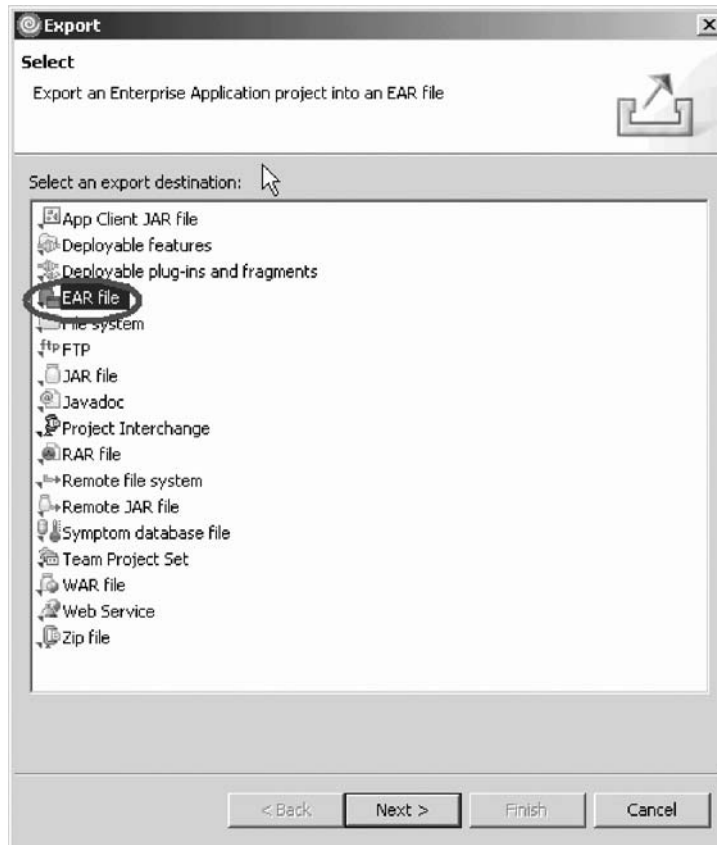 Export
Select
Export an Enterprise Application project into an EAR file
Select an export destination:
App Client JAR file
Deployable features
Deployable plug-ins and fragments
EAR file
File system
ftp FTP
JAR file
Javadoc
Project Interchange
RAR file
Remote file system
Remote JAR file
Symptom database file
Team Project Set
WAR file
Web Service
Zip file
< Back Next > Finish Cancel